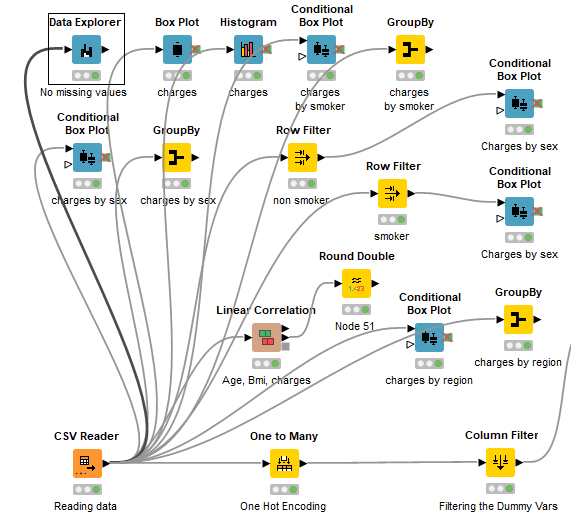 Data Explorer
No missing values
Box Plot
charges
Histogram
charges
Conditional
Box Plot
charges
by smoker
GroupBy
charges
by smoker
Conditional
Box Plot
Charges by sex
Conditional
Box Plot
charges by sex
GroupBy
charges by sex
Row Filter
non smoker
Row Filter
smoker
Conditional
Box Plot
Charges by sex
Round Double
Node 51
Linear Correlation
Age, Bmi, charges
Conditional
Box Plot
charges by region
GroupBy
charges by region
CSV Reader
Reading data
One to Many
One Hot Encoding
Column Filter
Filtering the Dummy Vars